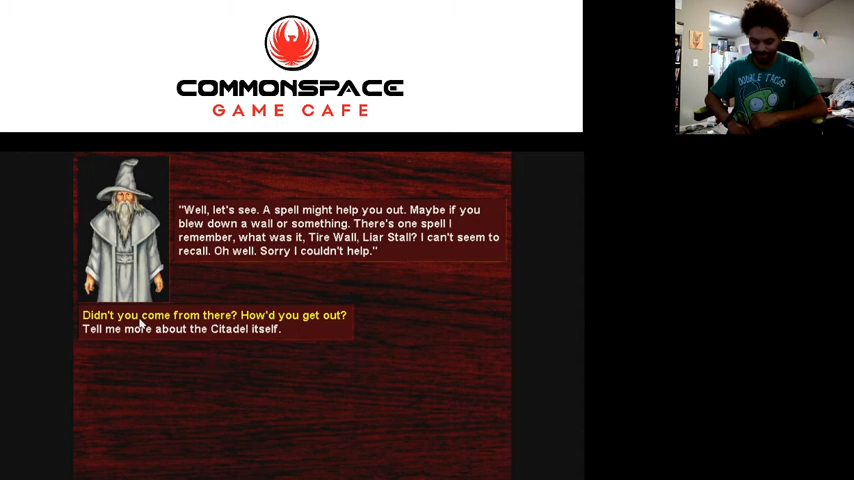 COMMONSPACE
GAME CAFE
DOUBLE TACOS
"Well, let's see. A spell might help you out. Maybe if you
blew down a wall or something. There's one spell I
remember, what was it, Tire Wall, Liar Stall? I can't seem to
recall. Oh well. Sorry I couldn't help."
Didn't you come from there? How'd you get out?
Tell me more about the Citadel itself.